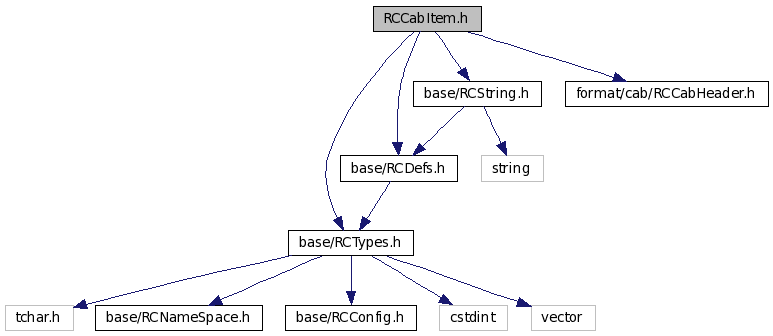 RCCabItem.h
base/RCString.h
format/cab/RCCabHeader.h
base/RCDefs.h
string
base/RCTypes.h
tchar.h
base/RCNameSpace.h
base/RCConfig.h
cstdint
vector